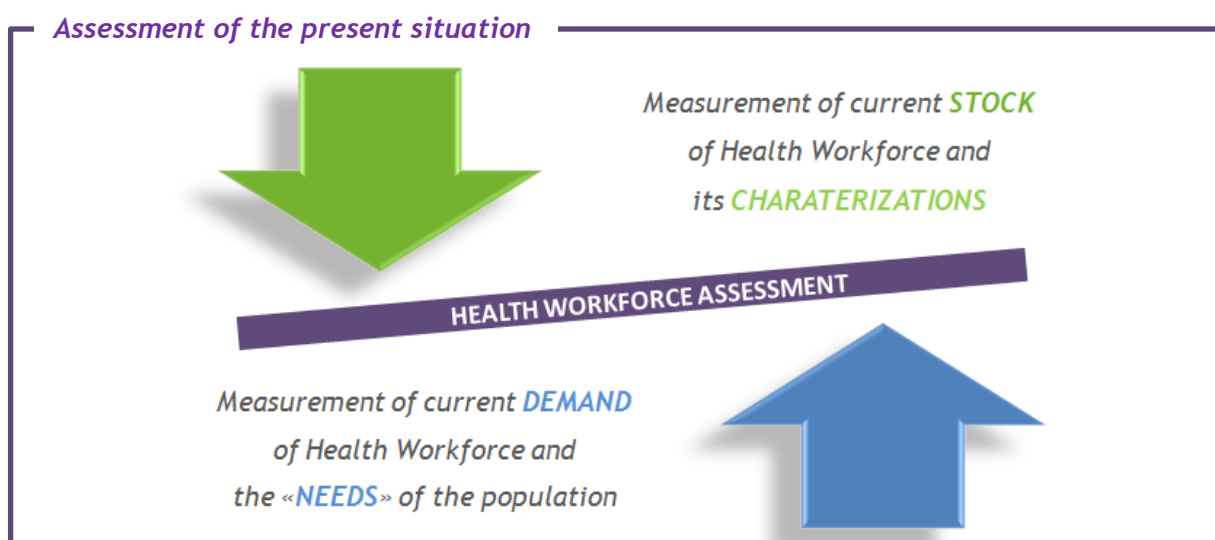 Assessment of the present situation
Measurement of current STOCK
of Health Workforce and
its CHARATERIZATIONS
HEALTH WORKFORCE ASSESSMENT
Measurement of current DEMAND
of Health Workforce and
the «NEEDS» of the population